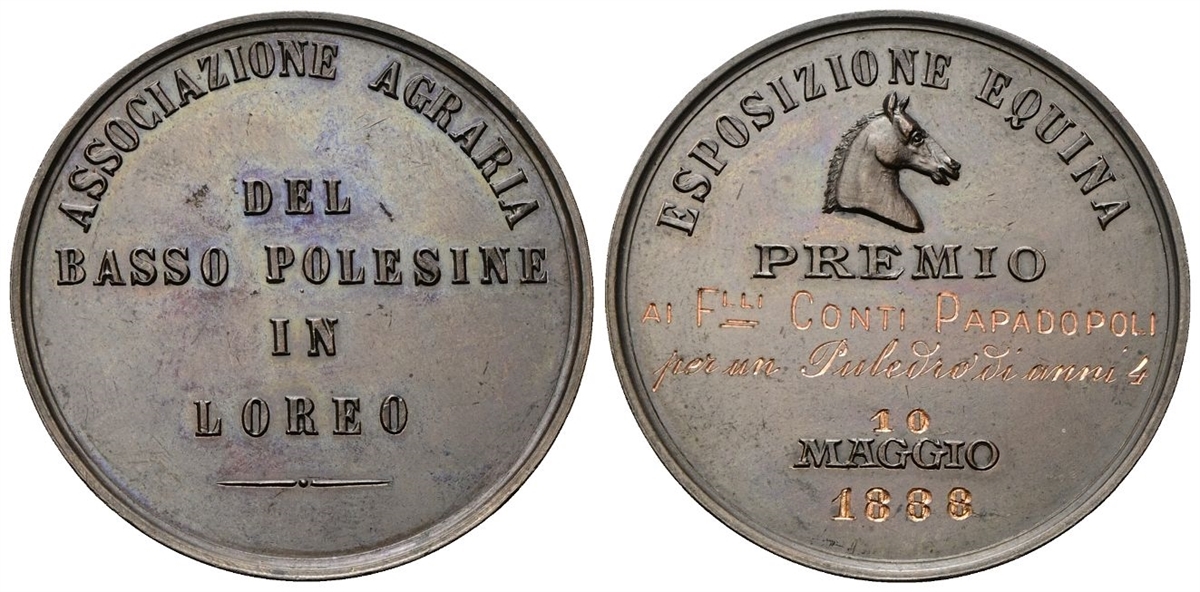 ASSOCIAZIONE AGRARIA
DEL
BASSO POLESINE
IN
LOREO
ESPOSIZIONE EQUINA
PREMIO
AI FLLI CONTI PAPADOPOLI
per un Puledro di anni 4
10
MAGGIO
1888